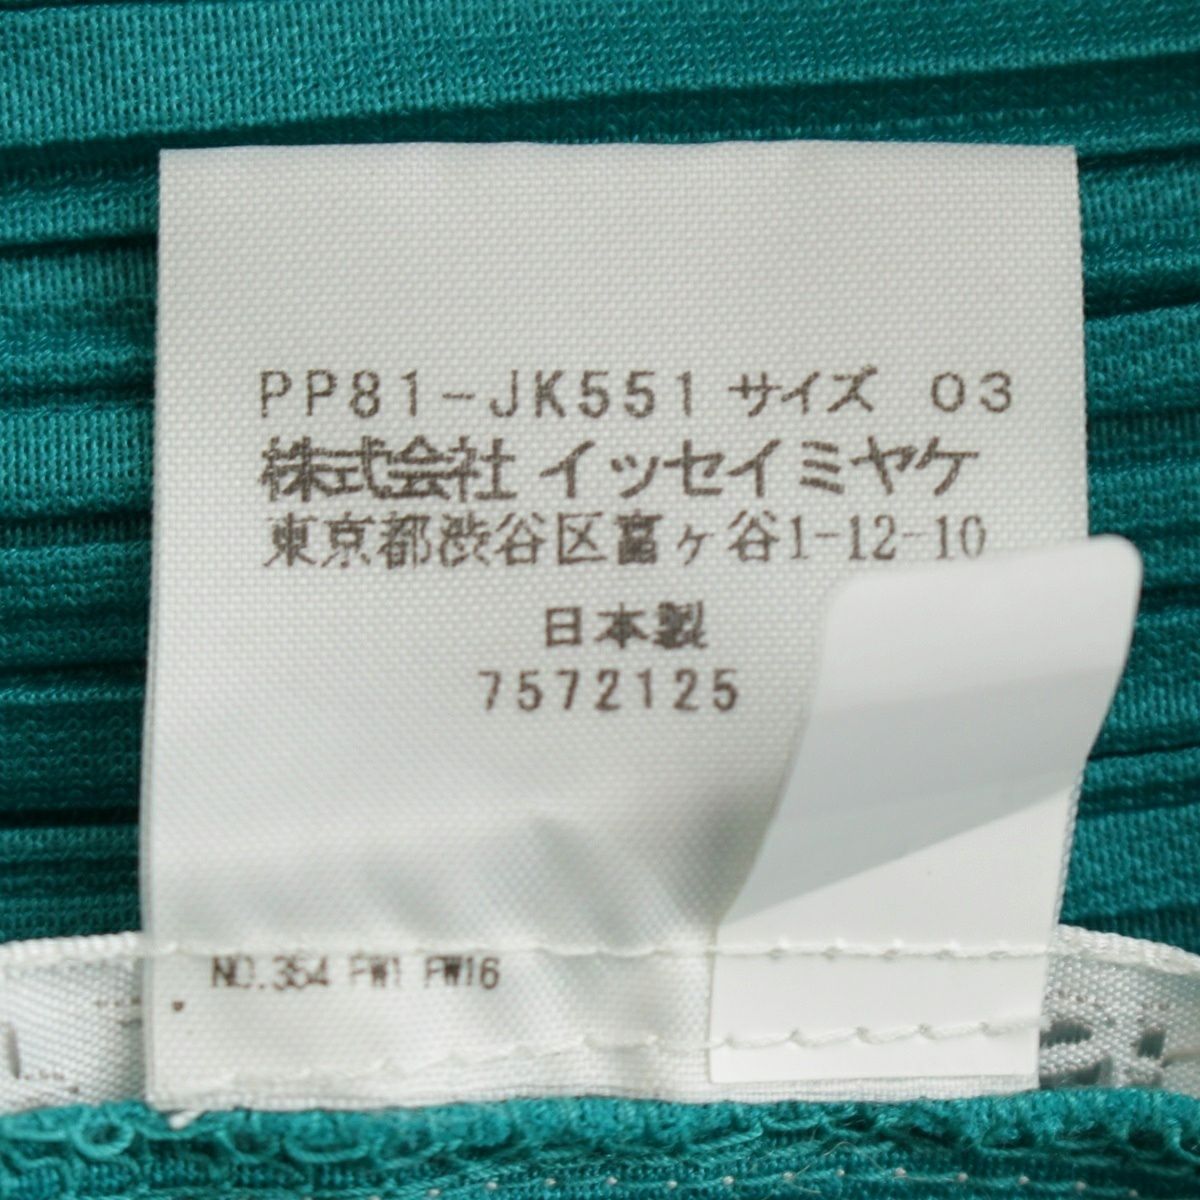 PP81-JK551 サイズ 03
株式会社 イッセイミヤケ
東京都渋谷区富ヶ谷1-12-10
日本製
7572125
NO.354 FW1 FW16